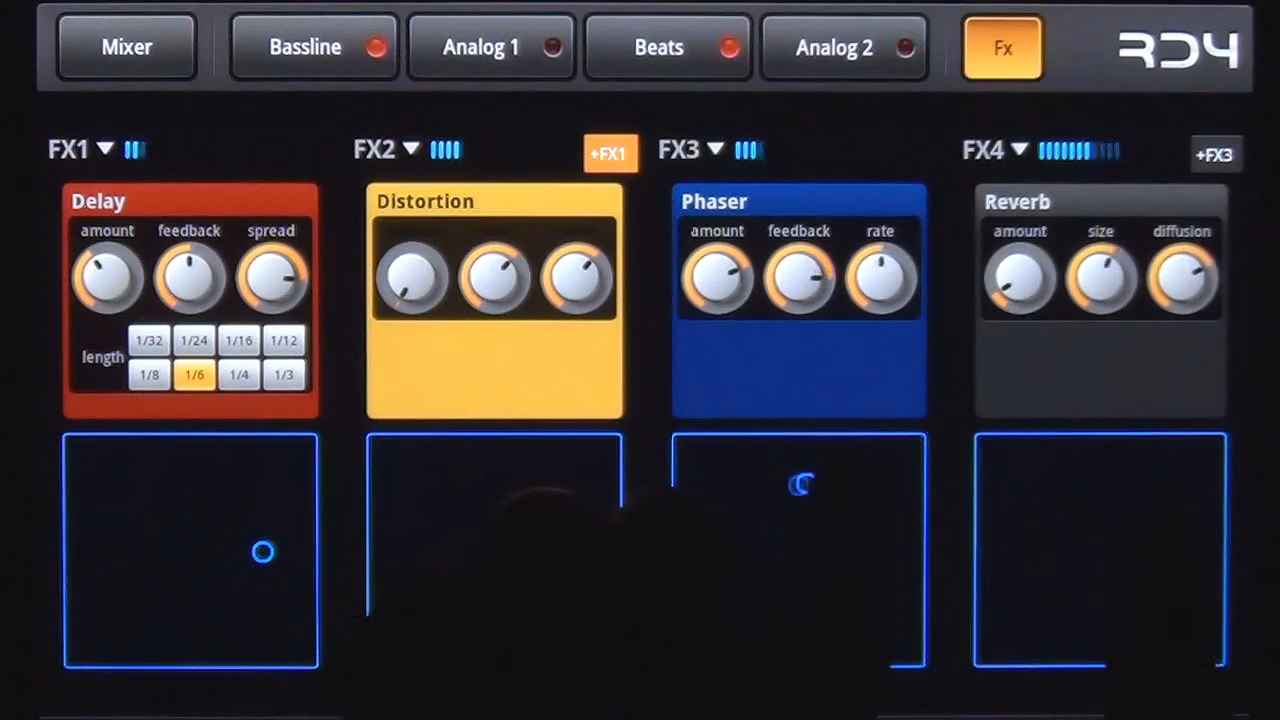 Mixer
Bassline
Analog 1
Beats
Analog 2
Fx
RD4
FX1
FX2
+FX1
FX3
FX4
+FX3
Delay
amount
feedback
spread
length
1/32
1/24
1/16
1/12
1/8
1/6
1/4
1/3
Distortion
Phaser
amount
feedback
rate
Reverb
amount
size
diffusion